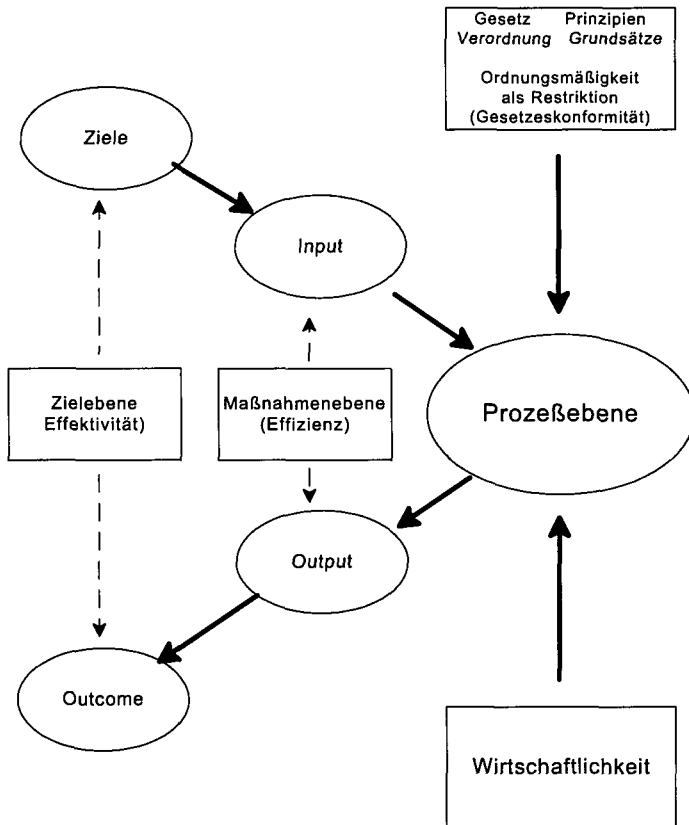 Gesetz Prinzipien
Verordnung Grundsätze
Ordnungsmäßigkeit
als Restriktion
(Gesetzeskonformität)
Ziele
Input
Zielebene
Effektivität)
Maßnahmenebene
(Effizienz)
Prozeßebene
Output
Outcome
Wirtschaftlichkeit